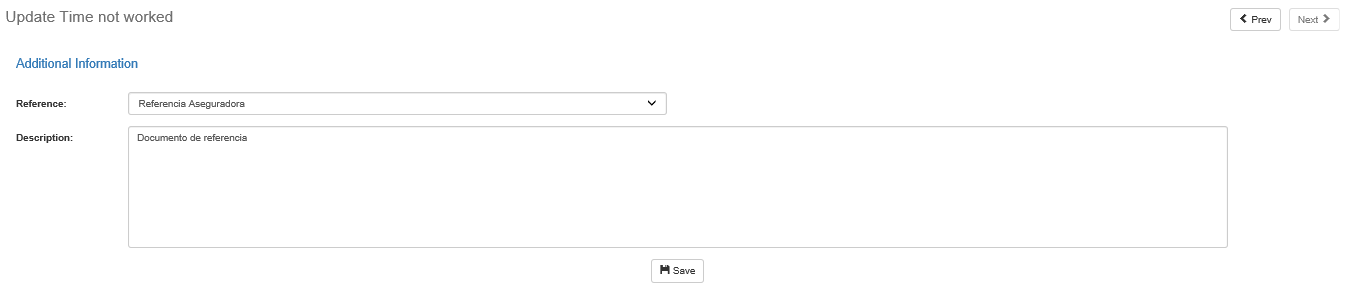 Update Time not worked
Prev
Next
Additional Information
Reference:
Referencia Aseguradora
Description:
Documento de referencia
Save